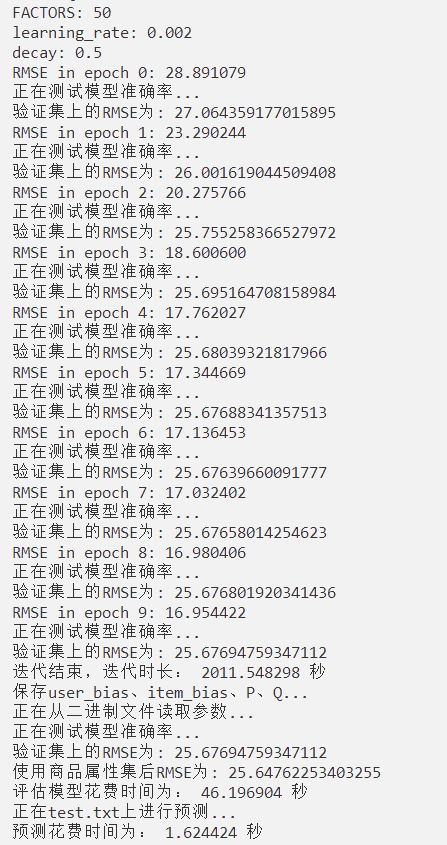 FACTORS: 50
learning_rate: 0.002
decay: 0.5
RMSE in epoch 0: 28.891079
正在测试模型准确率...
验证集上的RMSE为: 27.064359177015895
RMSE in epoch 1: 23.290244
正在测试模型准确率...
验证集上的RMSE为: 26.001619044509408
RMSE in epoch 2: 20.275766
正在测试模型准确率...
验证集上的RMSE为: 25.755258366527972
RMSE in epoch 3: 18.600600
正在测试模型准确率...
验证集上的RMSE为: 25.695164708158984
RMSE in epoch 4: 17.762027
正在测试模型准确率...
验证集上的RMSE为: 25.68039321817966
RMSE in epoch 5: 17.344669
正在测试模型准确率...
验证集上的RMSE为: 25.67688341357513
RMSE in epoch 6: 17.136453
正在测试模型准确率...
验证集上的RMSE为: 25.67639660091777
RMSE in epoch 7: 17.032402
正在测试模型准确率...
验证集上的RMSE为: 25.67658014254623
RMSE in epoch 8: 16.980406
正在测试模型准确率...
验证集上的RMSE为: 25.676801920341436
RMSE in epoch 9: 16.954422
正在测试模型准确率...
验证集上的RMSE为: 25.67694759347112
迭代结束，迭代时长： 2011.548298 秒
保存user_bias、item_bias、P、Q...
正在从二进制文件读取参数...
正在测试模型准确率...
验证集上的RMSE为: 25.67694759347112
使用商品属性集后RMSE为: 25.64762253403255
评估模型花费时间为： 46.196904 秒
正在test.txt上进行预测...
预测花费时间为： 1.624424 秒